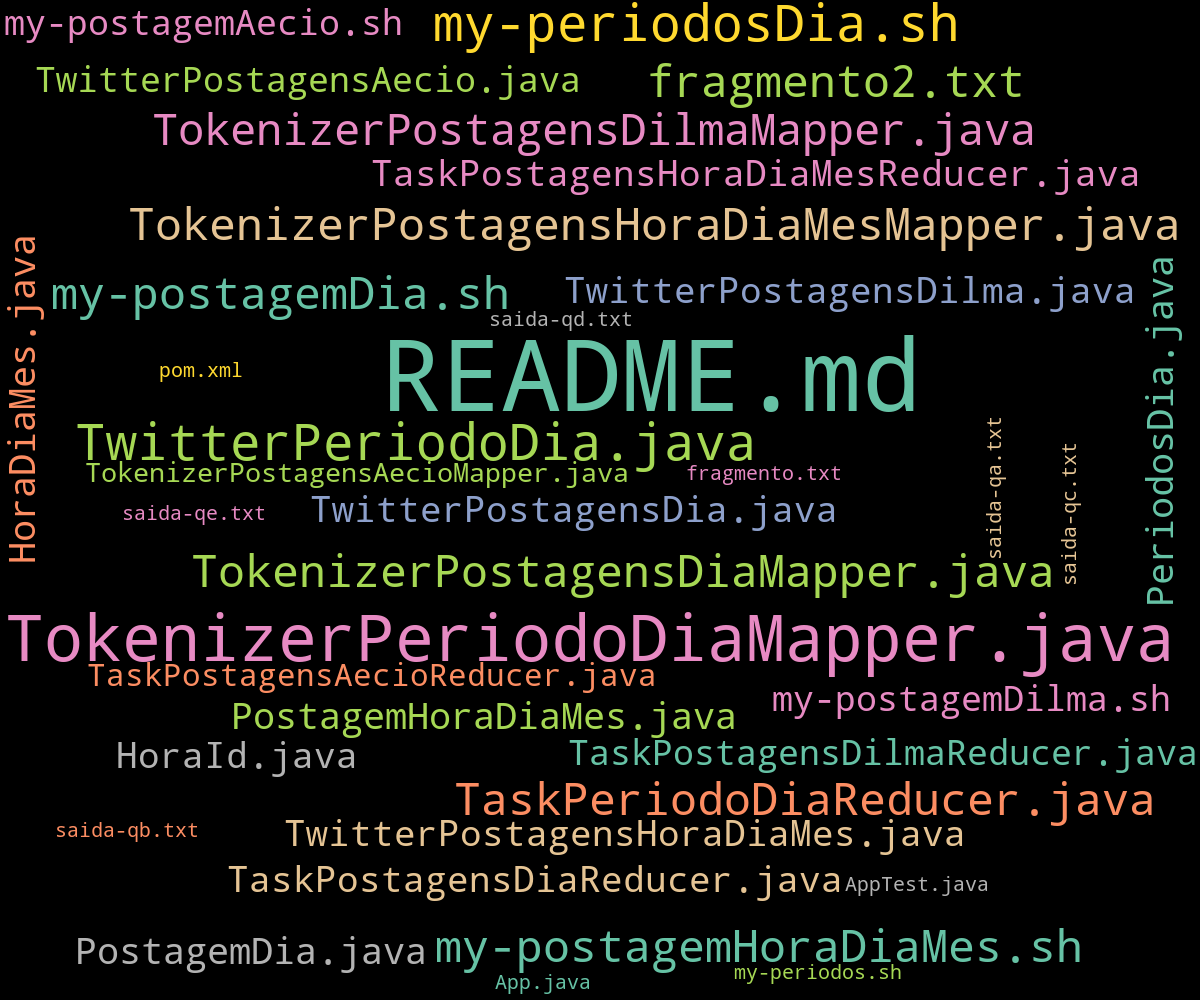 my-postagemAecio.sh
my-periodosDia.sh
TwitterPostagensAecio.java
fragmento2.txt
TokenizerPostagensDilmaMapper.java
TaskPostagensHoraDiaMesReducer.java
TokenizerPostagensHoraDiaMesMapper.java
HoraDiaMes.java
my-postagemDia.sh
TwitterPostagensDilma.java
PeriodosDia.java
saida-qd.txt
README.md
pom.xml
TwitterPeriodoDia.java
TokenizerPostagensAecioMapper.java
fragmento.txt
saida-qa.txt
saida-qc.txt
saida-qe.txt
TwitterPostagensDia.java
TokenizerPostagensDiaMapper.java
TokenizerPeriodoDiaMapper.java
TaskPostagensAecioReducer.java
my-postagemDilma.sh
PostagemHoraDiaMes.java
HoraId.java
TaskPostagensDilmaReducer.java
TaskPeriodoDiaReducer.java
saida-qb.txt
TwitterPostagensHoraDiaMes.java
TaskPostagensDiaReducer.java
AppTest.java
PostagemDia.java
my-postagemHoraDiaMes.sh
my-periodos.sh
App.java